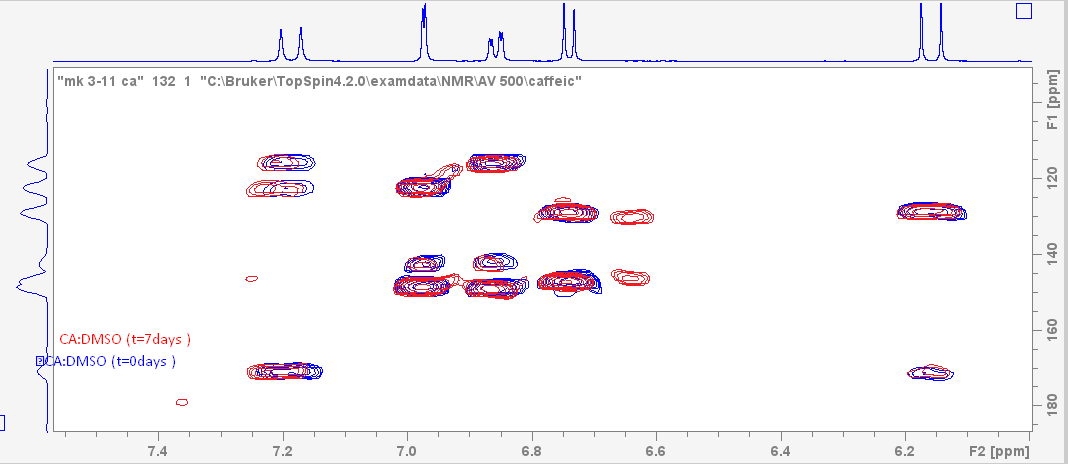 "mk 3-11 ca"  132  1  "C:\Bruker\TopSpin4.2.0\examdata\NMR\AV 500\caffeic"
F1 [ppm]
120
140
160
180
CA:DMSO (t=7days )
CA:DMSO (t=0days )
7.4 7.2 7.0 6.8 6.6 6.4 6.2 F2 [ppm]